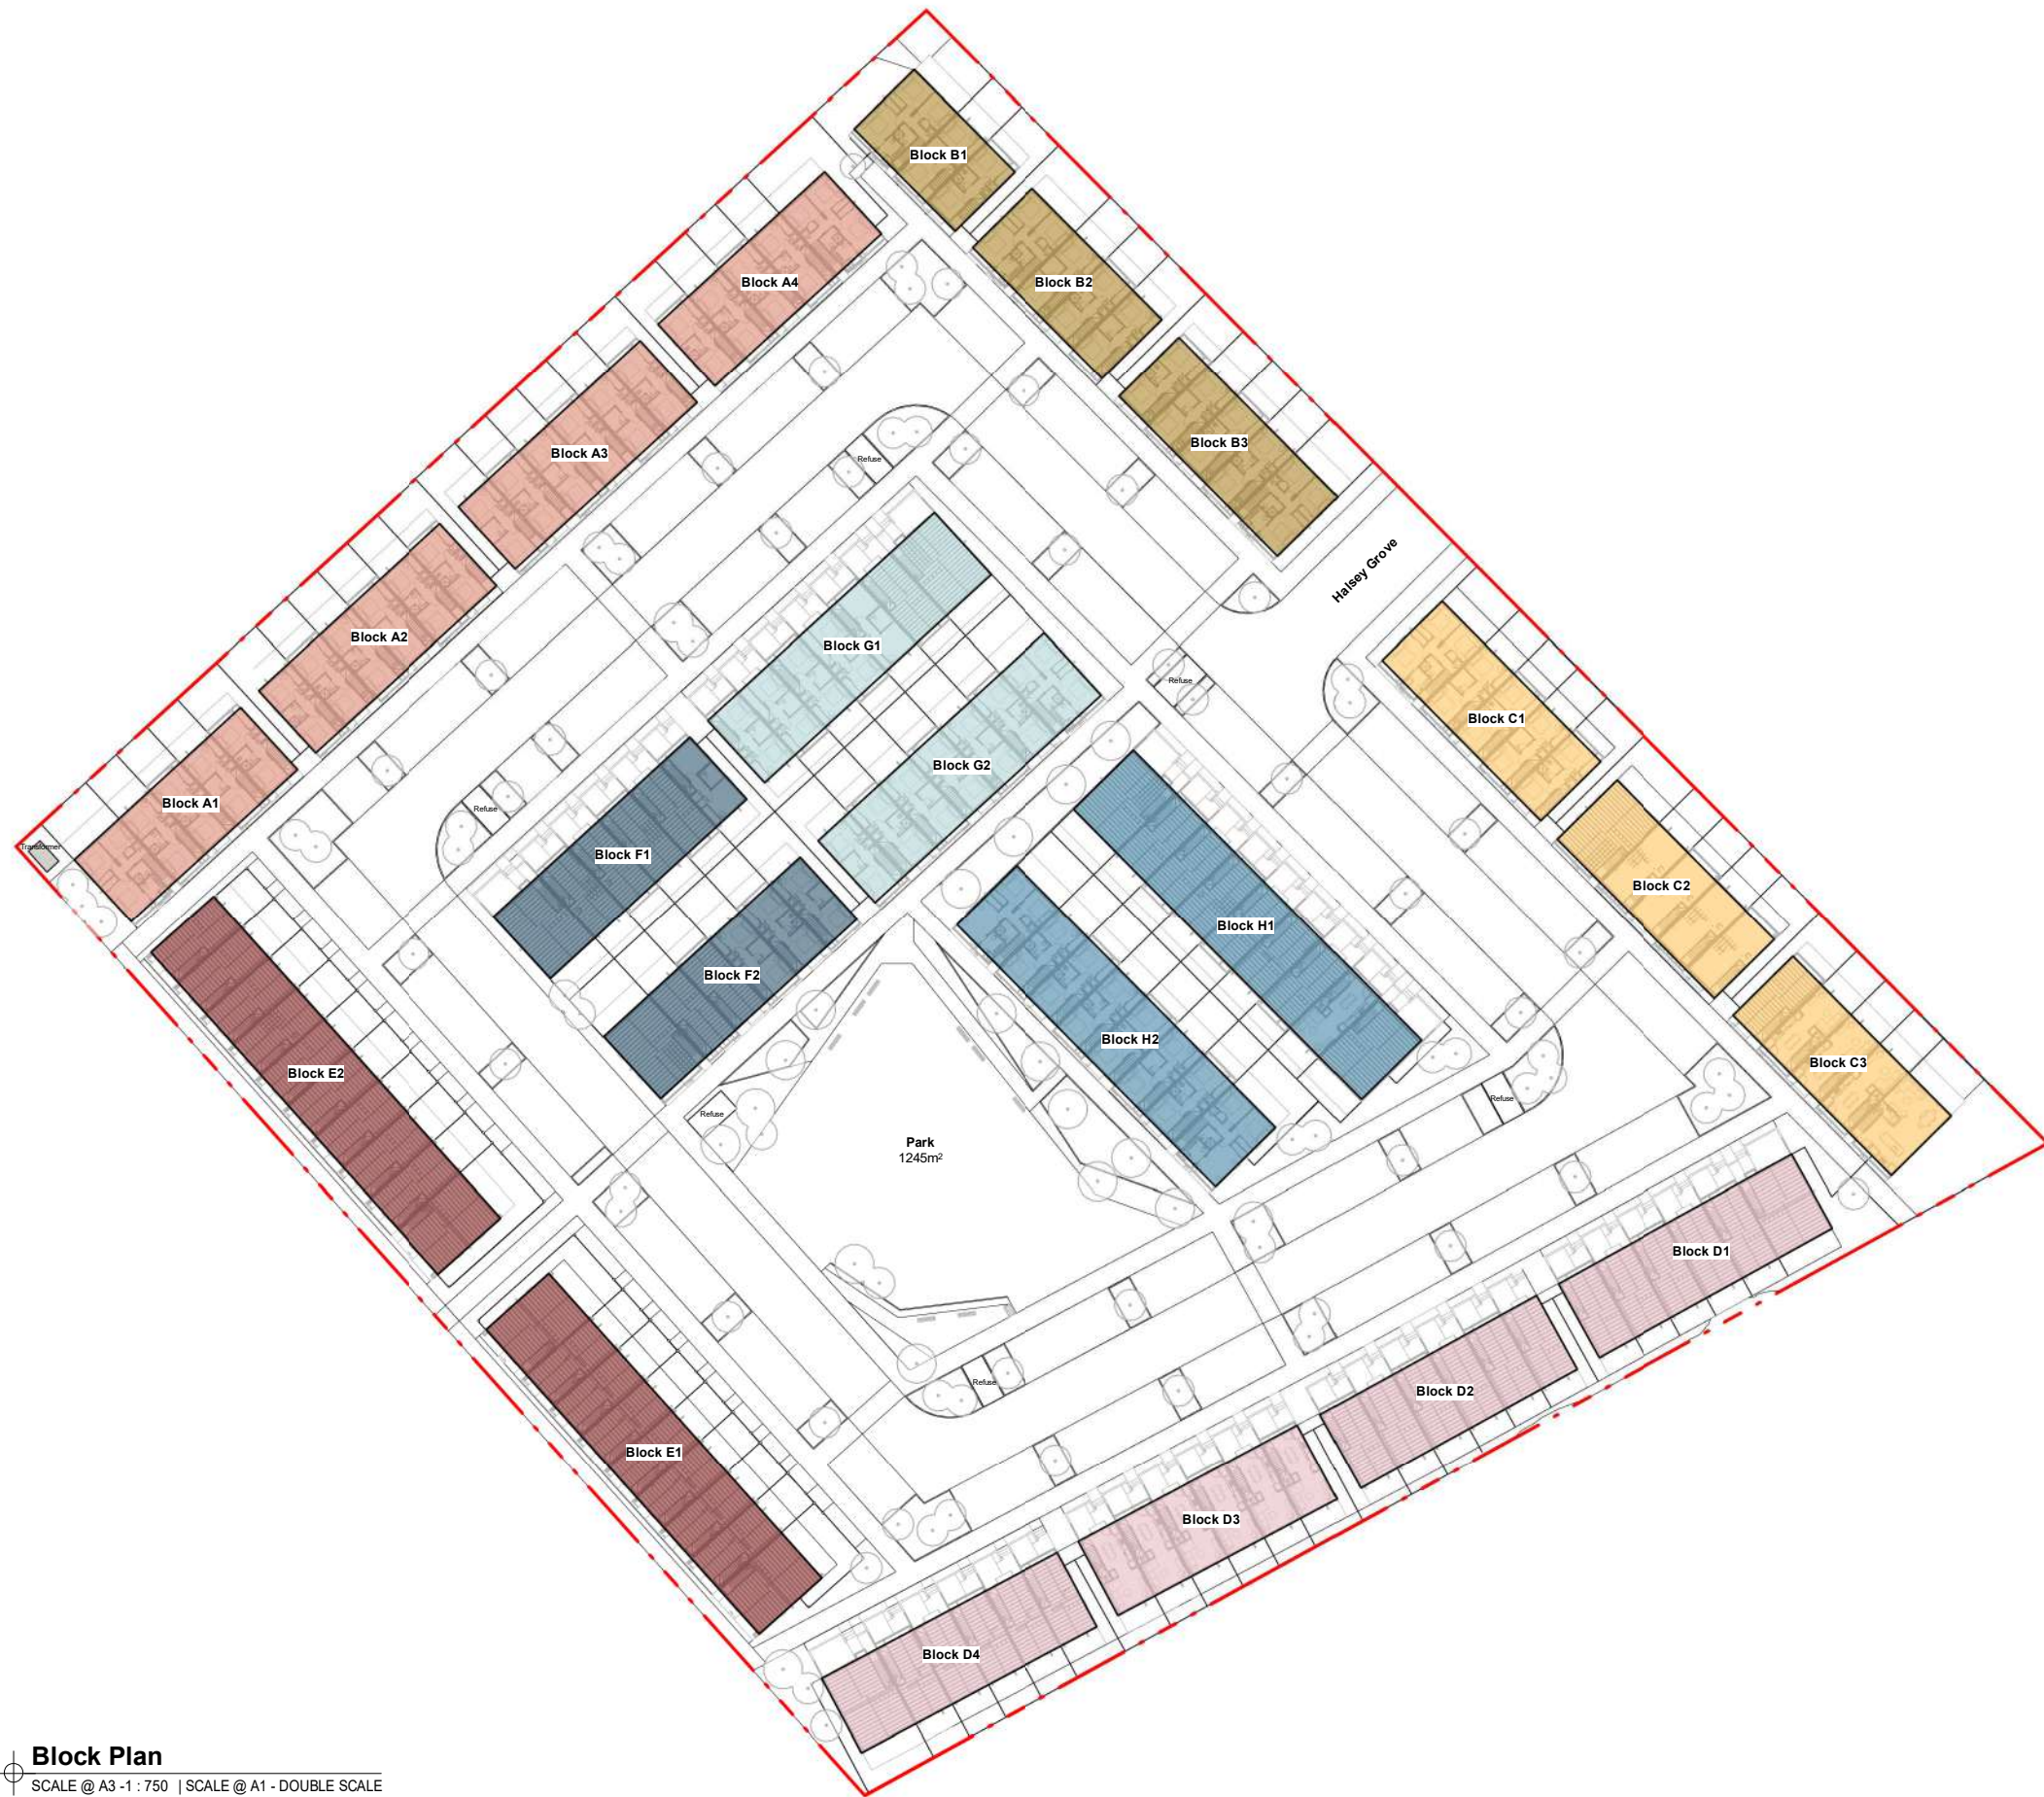 Block B1
Block A4
Block B2
Block B3
Block A3
Refuse
Halsey Grove
Block A2
Block G1
Refuse
Block C1
Block G2
Block A1
Refuse
Transformer
Block F1
Block C2
Block H1
Block F2
Block H2
Block C3
Block E2
Refuse
Refuse
Park
1245m²
Block D1
Refuse
Block D2
Block E1
Block D3
Block D4
Block Plan
SCALE @ A3 -1 : 750 | SCALE @ A1 - DOUBLE SCALE